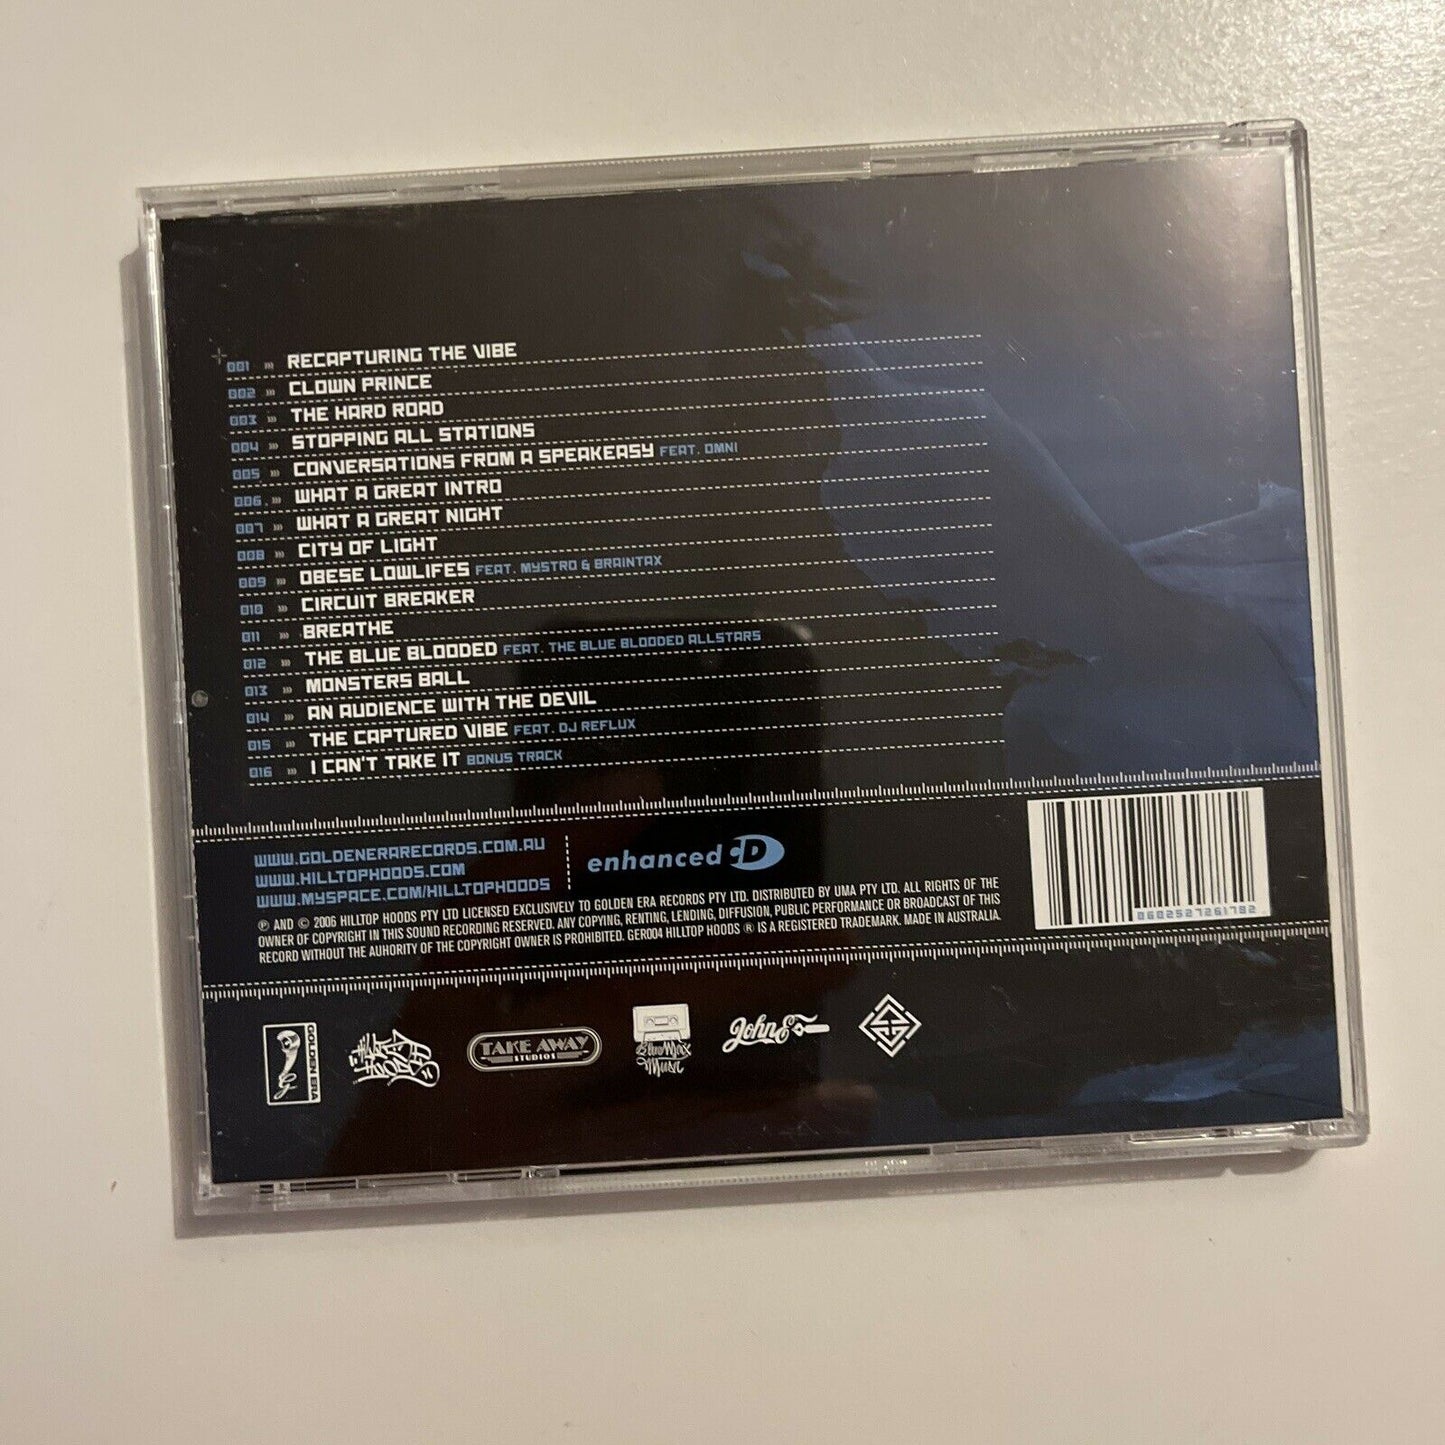 001 »» RECAPTURING THE VIBE
002 »» CLOWN PRINCE
003 »» THE HARD ROAD
004 »» STOPPING ALL STATIONS
005 »» CONVERSATIONS FROM A SPEAKEASY FEAT. OMNI
006 »» WHAT A GREAT INTRO
007 »» WHAT A GREAT NIGHT
008 »» CITY OF LIGHT
009 »» OBESE LOWLIFES FEAT. MYSTRO & BRAINTAX
010 »» CIRCUIT BREAKER
011 »» BREATHE
012 »» THE BLUE BLOODED FEAT. THE BLUE BLOODED ALLSTARS
013 »» MONSTERS BALL
014 »» AN AUDIENCE WITH THE DEVIL
015 »» THE CAPTURED VIBE FEAT. DJ REFLUX
016 »» I CAN'T TAKE IT BONUS TRACK
WWW.GOLDENERARECORDS.COM.AU
WWW.HILLTOPHOODS.COM
WWW.MYSPACE.COM/HILLTOPHOODS
enhanced CD
℗ AND © 2006 HILLTOP HOODS PTY LTD LICENSED EXCLUSIVELY TO GOLDEN ERA RECORDS PTY LTD. DISTRIBUTED BY UMA PTY LTD. ALL RIGHTS OF THE
OWNER OF COPYRIGHT IN THIS SOUND RECORDING RESERVED. ANY COPYING, RENTING, LENDING, DIFFUSION, PUBLIC PERFORMANCE OR BROADCAST OF THIS
RECORD WITHOUT THE AUHORITY OF THE COPYRIGHT OWNER IS PROHIBITED. GER004 HILLTOP HOODS ® IS A REGISTERED TRADEMARK. MADE IN AUSTRALIA.
0602527261782
GOLDEN ERA
TAKE AWAY
STUDIOS
BlueMax
Music
JohnE